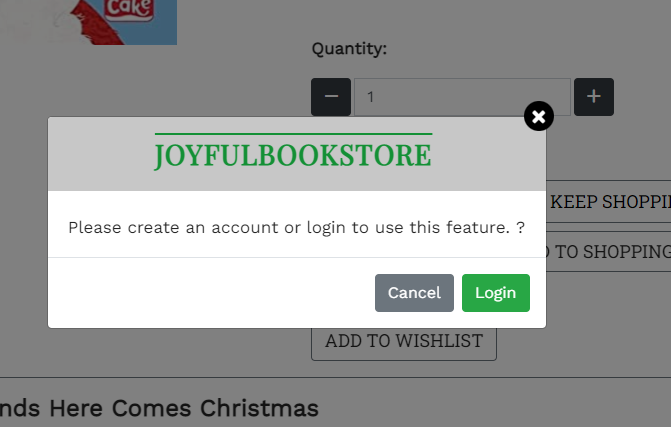 Cake
Quantity:
1
JOYFULBOOKSTORE
KEEP SHOPPI
Please create an account or login to use this feature. ?
TO SHOPPING
Cancel
Login
ADD TO WISHLIST
nds Here Comes Christmas